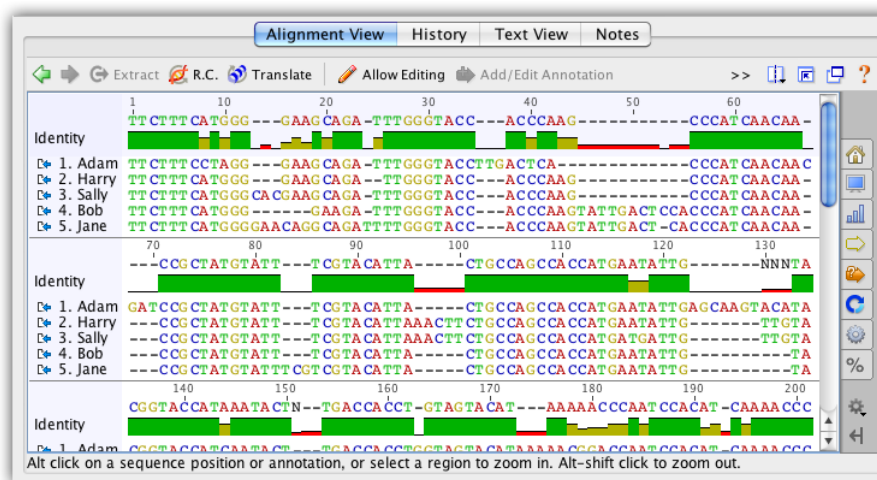 Alignment View History Text View Notes
Extract R.C. Translate Allow Editing Add/Edit Annotation >> ?
1 10 20 30 40 50 60
TTCTTTCATGGG---GAAGCAGA-TTTGGGTACC---ACCCAAG------------CCCATCAACAA-
Identity
1. Adam TTCTTTCCTAGG---GAAGCAGA-TTTGGGTACCTTGACTCA-------------CCCATCAACAAC
2. Harry TTCTTTCATGGG---GAAGCAGA--TTGGGTACC---ACCCAAG-----------CCCATCAACAA-
3. Sally TTCTTTCATGGGCACGAAGCAGA--TTGGGTACC---ACCCAAG-----------CCCATCAACAA-
4. Bob TTCTTTCATGGG------GAAGA-TTTGGGTACC---ACCCAAGTATTGACTCCACCCATCAACAA-
5. Jane TTCTTTCATGGGGAACAGGCAGATTTTGGGTACC---ACCCAAGTATTGACT-CACCCATCAACAA-
70 80 90 100 110 120 130
---CCGCTATGTATT---TCGTACATTA-----CTGCCAGCCACCATGAATATTG-------NNNTA
Identity
1. Adam GATCCGCTATGTATT---TCGTACATTA-----CTGCCAGCCACCATGAATATTGAGCAAGTACATA
2. Harry ---CCGCTATGTATT---TCGTACATTAAACTTCTGCCAGCCACCATGAATATTG-------TTGTA
3. Sally ---CCGCTATGTATT---TCGTACATTAAACTTCTGCCAGCCACCATGATGATTG-------TTGTA
4. Bob ---CCGCTATGTATT---TCGTACATTA-----CTGCCAGCCACCATGAATATTG----------TA
5. Jane ---CCGCTATGTATTTCGTCGTACATTA-----CTGCCAGCCACCATGAATATTG----------TA
140 150 160 170 180 190 200
CGGTACCATAAATACTN--TGACCACCT-GTAGTACAT---AAAAACCCAATCCACAT-CAAAACCC
Identity
1. Adam
Alt click on a sequence position or annotation, or select a region to zoom in. Alt-shift click to zoom out.
%